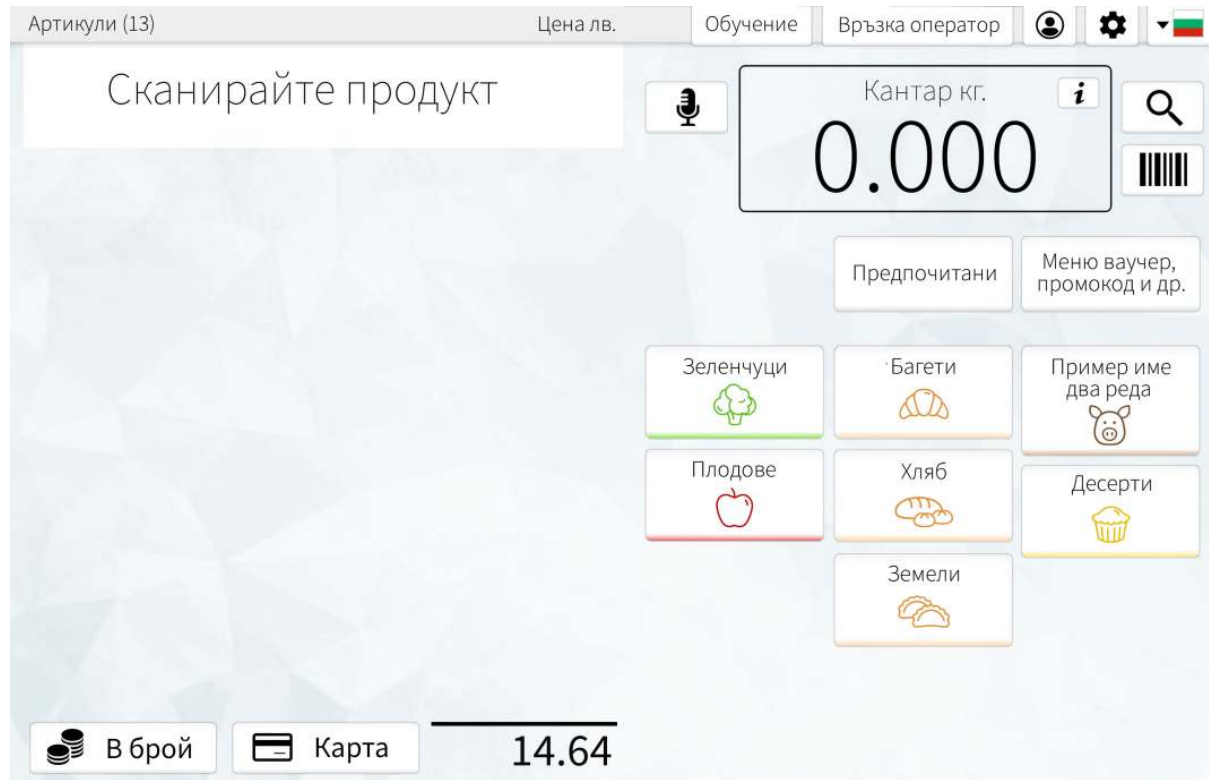 Артикули (13)
Цена лв.
Обучение
Връзка оператор
Сканирайте продукт
Кантар кг.
i
0.000
Предпочитани
Меню ваучер,
промокод и др.
Зеленчуци
Багети
Пример име
два реда
Плодове
Хляб
Десерти
Земели
В брой
Карта
14.64